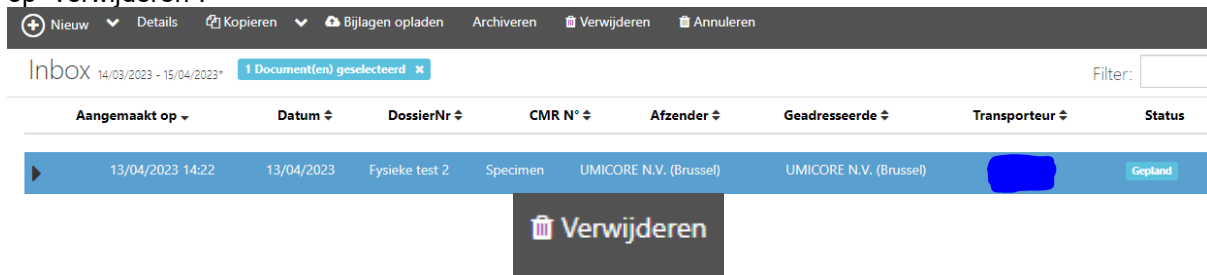 op "Verwijderen".
Nieuw Details Kopieren Bijlagen opladen Archiveren Verwijderen Annuleren
Inbox 14/03/2023 - 15/04/2023" 1 Document(en) geselecteerd × Filter:
Aangemaakt op Datum DossierNr CMR N° Afzender Geadresseerde Transporteur Status
13/04/2023 14:22 13/04/2023 Fysieke test 2 Specimen UMICORE N.V. (Brussel) UMICORE N.V. (Brussel) Gepland
Verwijderen